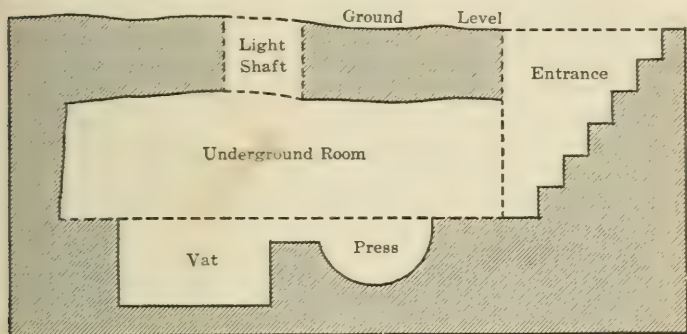 Ground Level
Light
Shaft
Entrance
Underground Room
Vat
Press